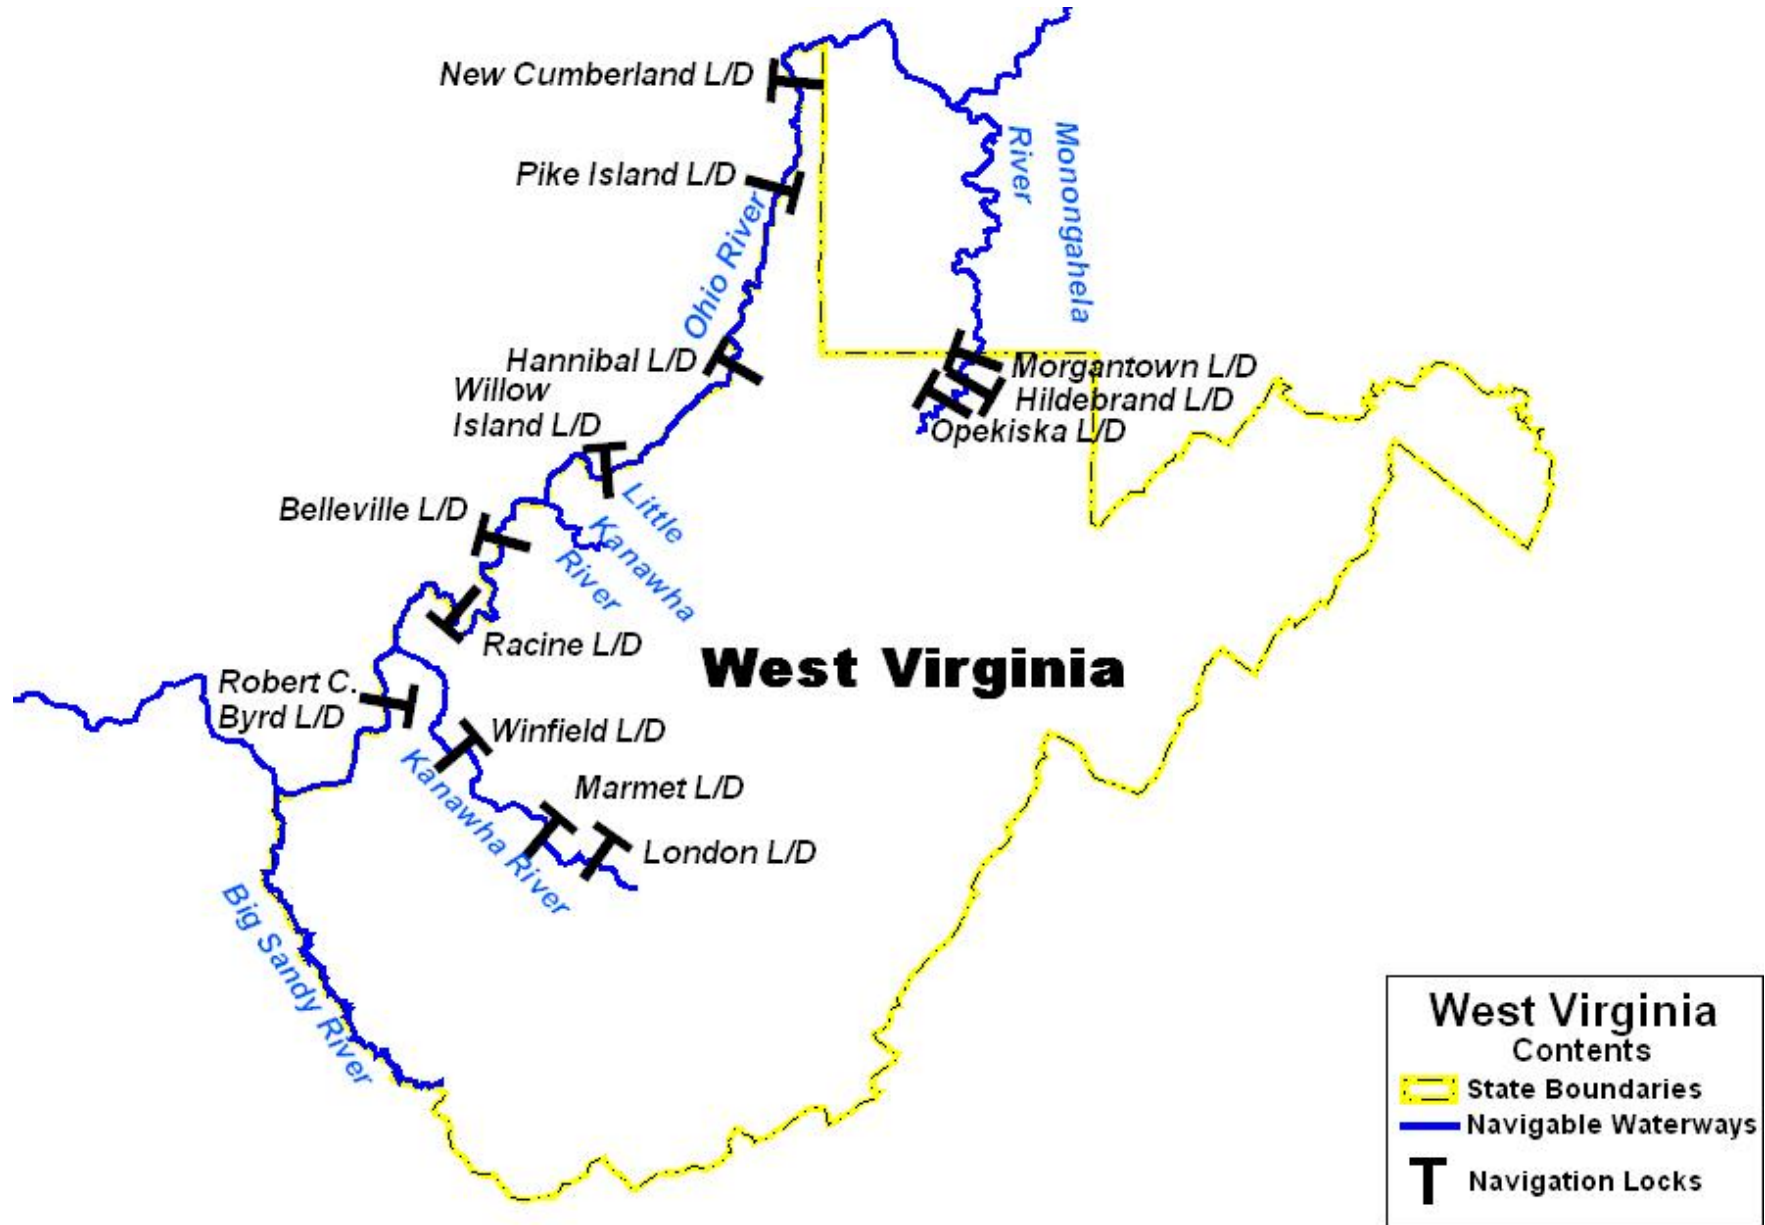 New Cumberland L/D
Pike Island L/D
Ohio River
Monongahela
River
Hannibal L/D
Willow
Island L/D
Morgantown L/D
Hildebrand L/D
Opekiska L/D
Belleville L/D
Little
Kanawha
River
Racine L/D
West Virginia
Robert C.
Byrd L/D
Winfield L/D
Kanawha River
Marmet L/D
London L/D
Big Sandy River
West Virginia
Contents
State Boundaries
Navigable Waterways
Navigation Locks